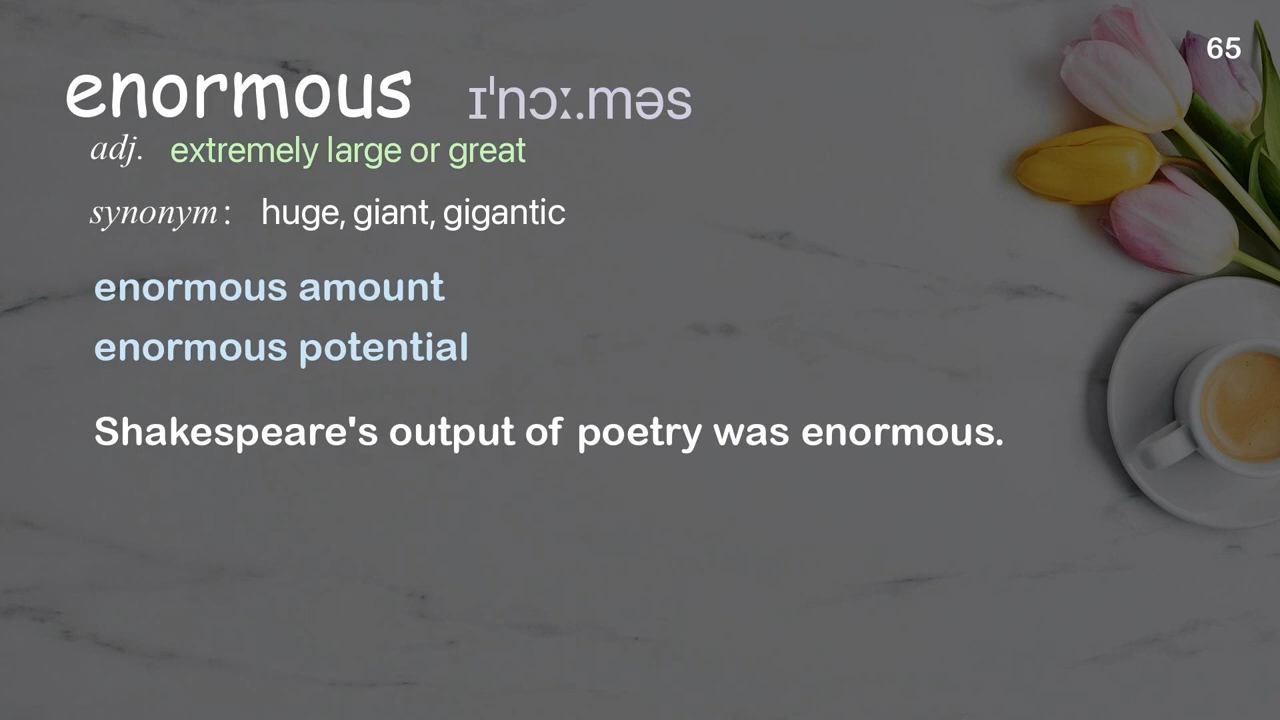 65
enormous ɪˈnɔː.məs
adj. extremely large or great
synonym: huge, giant, gigantic
enormous amount
enormous potential
Shakespeare's output of poetry was enormous.